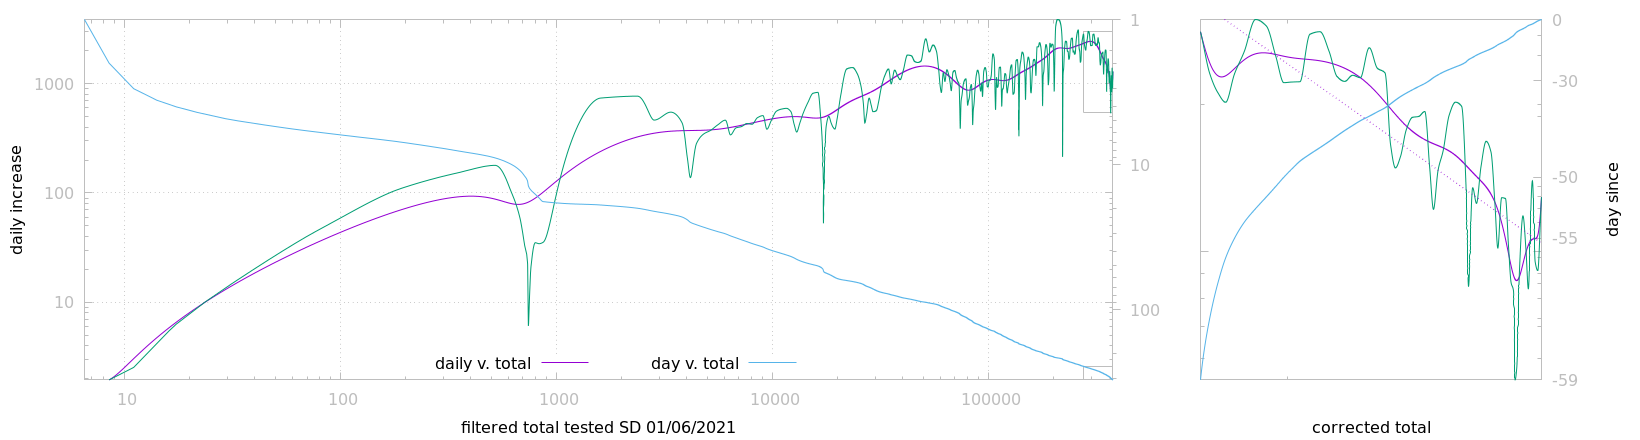 daily increase
1000
100
10
10
100
1000
10000
100000
filtered total tested SD 01/06/2021
daily v. total
day v. total
1
10
100
0
-30
-50
-55
-59
day since
corrected total